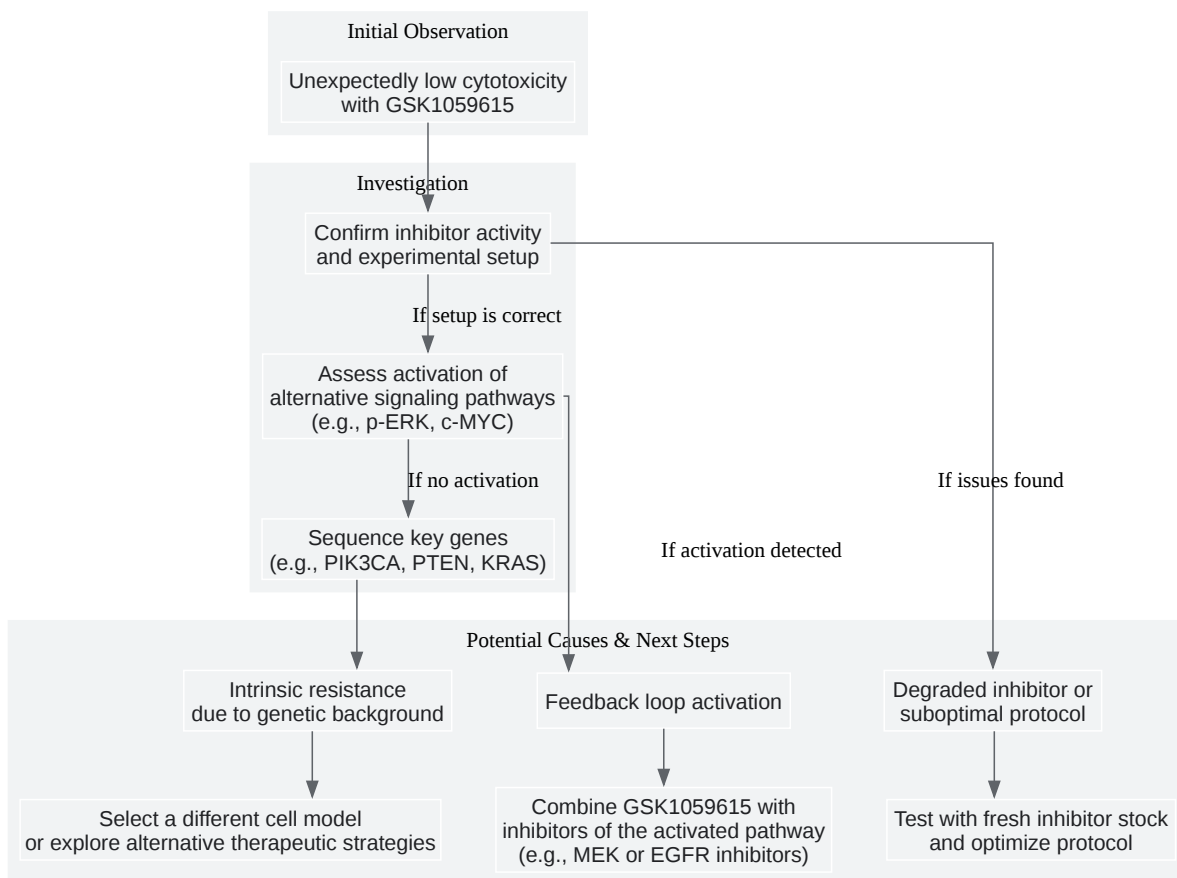 Initial Observation
Unexpectedly low cytotoxicity
with GSK1059615
Investigation
Confirm inhibitor activity
and experimental setup
If setup is correct
Assess activation of
alternative signaling pathways
(e.g., p-ERK, c-MYC)
If no activation
If issues found
Sequence key genes
(e.g., PIK3CA, PTEN, KRAS)
If activation detected
Potential Causes & Next Steps
Intrinsic resistance
due to genetic background
Feedback loop activation
Degraded inhibitor or
suboptimal protocol
Select a different cell model
or explore alternative therapeutic strategies
Combine GSK1059615 with
inhibitors of the activated pathway
(e.g., MEK or EGFR inhibitors)
Test with fresh inhibitor stock
and optimize protocol